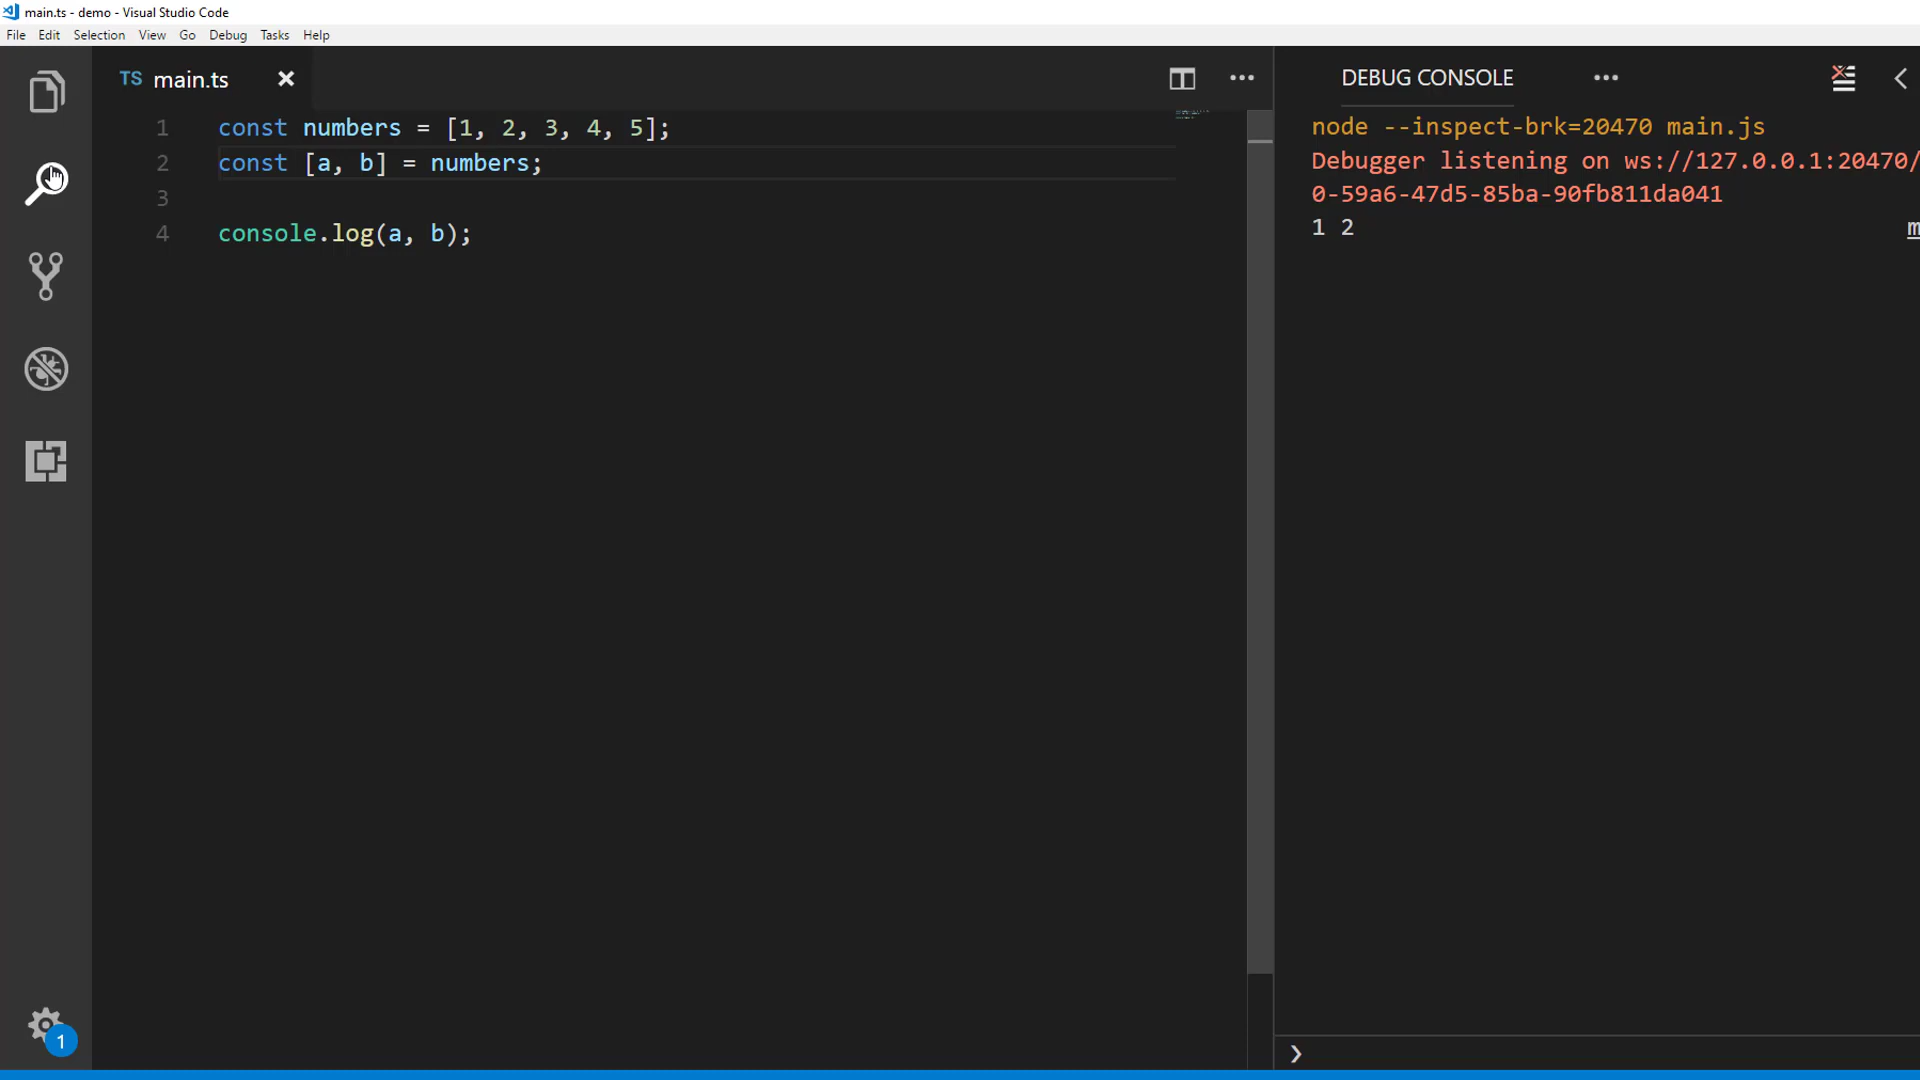 main.ts - demo - Visual Studio Code
File Edit Selection View Go Debug Tasks Help
TS main.ts
DEBUG CONSOLE
1 const numbers = [1, 2, 3, 4, 5];
2 const [a, b] = numbers;
3
4 console.log(a, b);
node --inspect-brk=20470 main.js
Debugger listening on ws://127.0.0.1:20470/
0-59a6-47d5-85ba-90fb811da041
1 2
m
1